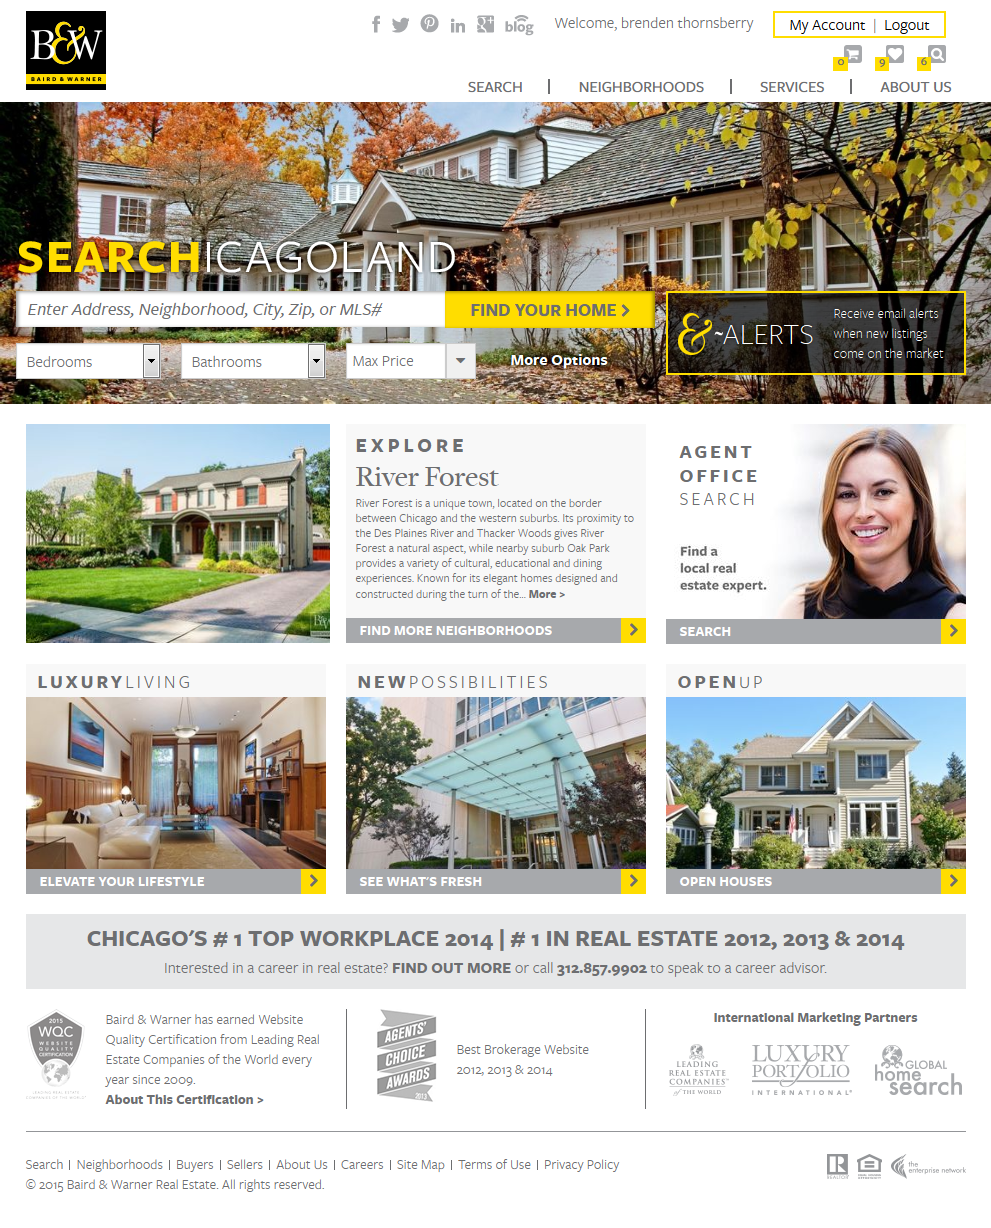 B&W
BAIRD & WARNER
blog
Welcome, brenden thornsberry
My Account | Logout
0 9 6
SEARCH | NEIGHBORHOODS | SERVICES | ABOUT US
SEARCHICAGOLAND
Enter Address, Neighborhood, City, Zip, or MLS#
FIND YOUR HOME >
Bedrooms
Bathrooms
Max Price
More Options
&~ALERTS
Receive email alerts
when new listings
come on the market
B&W
EXPLORE
River Forest
River Forest is a unique town, located on the border
between Chicago and the western suburbs. Its proximity to
the Des Plaines River and Thacker Woods gives River
Forest a natural aspect, while nearby suburb Oak Park
provides a variety of cultural, educational and dining
experiences. Known for its elegant homes designed and
constructed during the turn of the... More >
FIND MORE NEIGHBORHOODS
AGENT
OFFICE
SEARCH
Find a
local real
estate expert.
SEARCH
LUXURYLIVING
ELEVATE YOUR LIFESTYLE
NEWPOSSIBILITIES
SEE WHAT'S FRESH
OPENUP
OPEN HOUSES
CHICAGO'S # 1 TOP WORKPLACE 2014 | # 1 IN REAL ESTATE 2012, 2013 & 2014
Interested in a career in real estate? FIND OUT MORE or call 312.857.9902 to speak to a career advisor.
2015
WQC
WEBSITE
QUALITY
CERTIFICATION
LEADING REAL ESTATE
COMPANIES OF THE WORLD
Baird & Warner has earned Website
Quality Certification from Leading Real
Estate Companies of the World every
year since 2009.
About This Certification >
AGENTS'
CHOICE
AWARDS
2013
Best Brokerage Website
2012, 2013 & 2014
International Marketing Partners
LEADING
REAL ESTATE
COMPANIES
of THE WORLD
LUXURY
PORTFOLIO
INTERNATIONAL
GLOBAL
home
search
Search | Neighborhoods | Buyers | Sellers | About Us | Careers | Site Map | Terms of Use | Privacy Policy
© 2015 Baird & Warner Real Estate. All rights reserved.
REALTOR
the
enterprise network